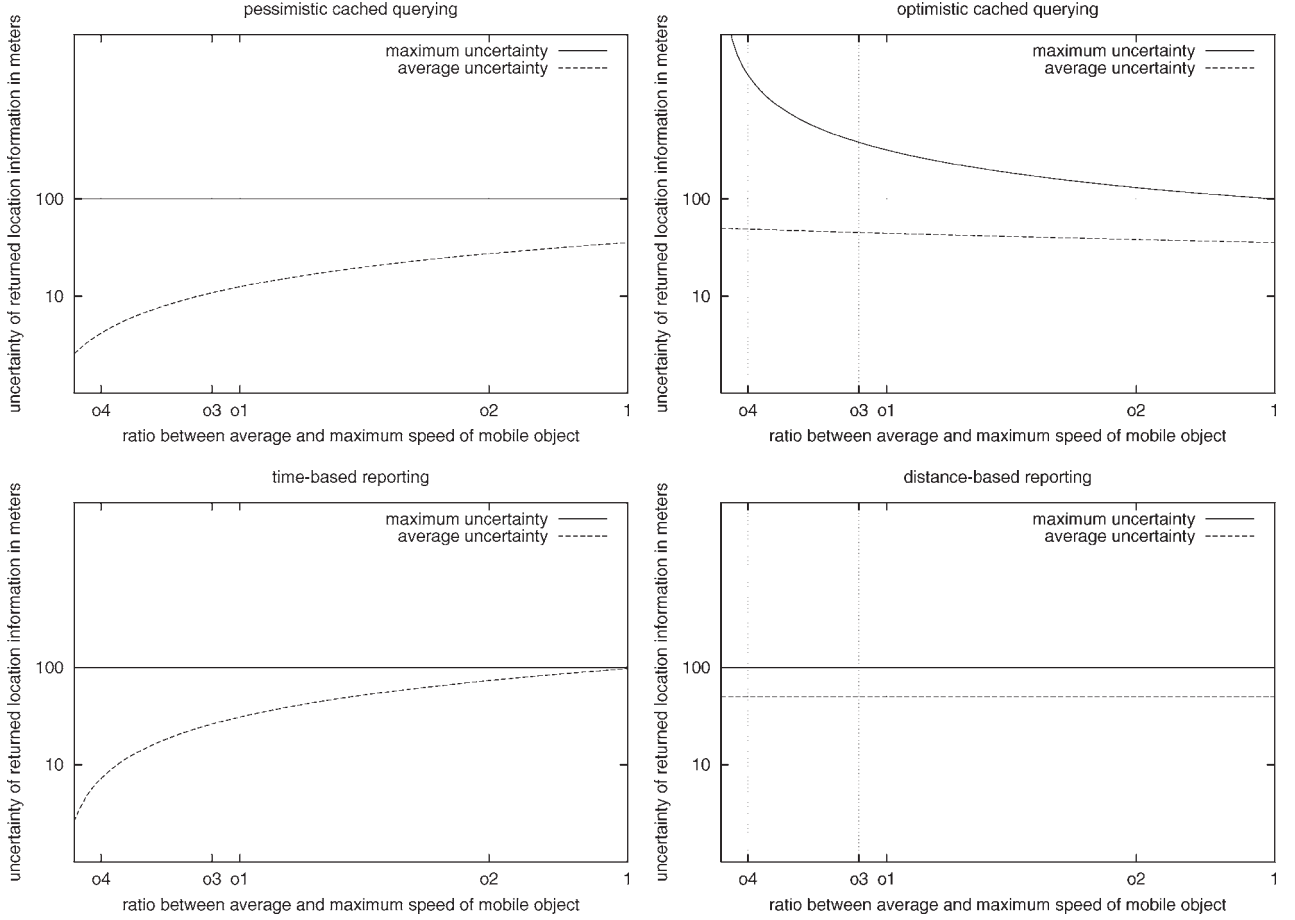 pessimistic cached querying
uncertainty of returned location information in meters
maximum uncertainty
average uncertainty
100
10
o4 o3 o1 o2 1
ratio between average and maximum speed of mobile object
optimistic cached querying
uncertainty of returned location information in meters
maximum uncertainty
average uncertainty
100
10
o4 o3 o1 o2 1
ratio between average and maximum speed of mobile object
time-based reporting
uncertainty of returned location information in meters
maximum uncertainty
average uncertainty
100
10
o4 o3 o1 o2 1
ratio between average and maximum speed of mobile object
distance-based reporting
uncertainty of returned location information in meters
maximum uncertainty
average uncertainty
100
10
o4 o3 o1 o2 1
ratio between average and maximum speed of mobile object